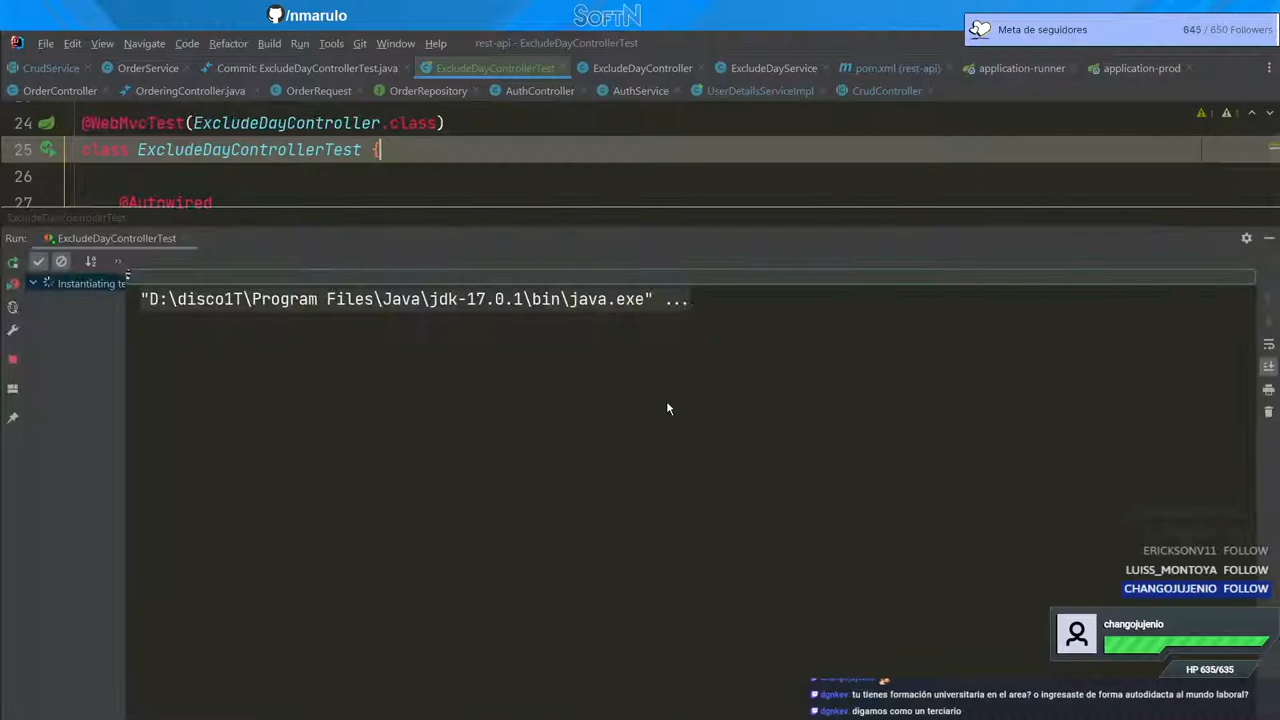 /nmarulo
SOFTN
Meta de seguidores
645 / 650 Followers
File Edit View Navigate Code Refactor Build Run Tools Git Window Help
rest-api - ExcludeDayControllerTest
CrudService
OrderService
Commit: ExcludeDayControllerTest.java
ExcludeDayControllerTest
ExcludeDayController
ExcludeDayService
pom.xml (rest-api)
application-runner
application-prod
OrderController
OrderingController.java
OrderRequest
OrderRepository
AuthController
AuthService
UserDetailsServiceImpl
CrudController
24 @WebMvcTest(ExcludeDayController.class)
25 class ExcludeDayControllerTest {
26
27 @Autowired
ExcludeDayControllerTest
Run: ExcludeDayControllerTest
Instantiating te
"D:\disco1T\Program Files\Java\jdk-17.0.1\bin\java.exe" ...
ERICKSONV11 FOLLOW
LUISS_MONTOYA FOLLOW
CHANGOJUJENIO FOLLOW
changojujenio
HP 635/635
dgnkev: tu tienes formación universitaria en el area? o ingresaste de forma autodidacta al mundo laboral?
dgnkev: digamos como un terciario